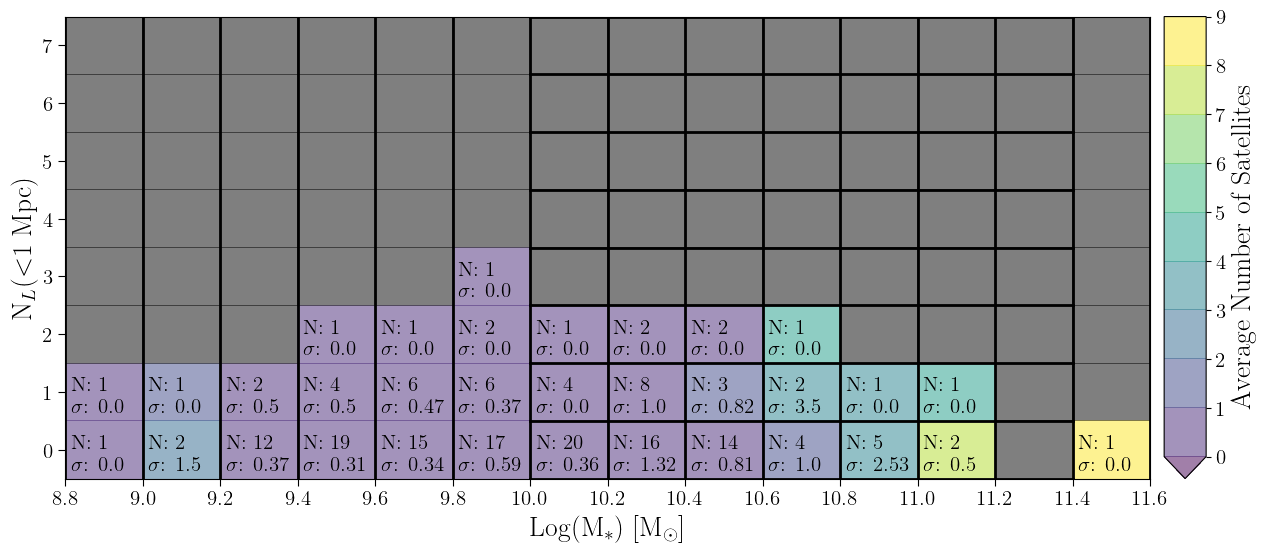 N_L(<1 Mpc)
7
6
5
4
3
2
1
0
N: 1
σ: 0.0
N: 1 N: 1 N: 2 N: 1 N: 2 N: 2 N: 1
σ: 0.0 σ: 0.0 σ: 0.0 σ: 0.0 σ: 0.0 σ: 0.0 σ: 0.0
N: 1 N: 1 N: 2 N: 4 N: 6 N: 6 N: 4 N: 8 N: 3 N: 2 N: 1 N: 1
σ: 0.0 σ: 0.0 σ: 0.5 σ: 0.5 σ: 0.47 σ: 0.37 σ: 0.0 σ: 1.0 σ: 0.82 σ: 3.5 σ: 0.0 σ: 0.0
N: 1 N: 2 N: 12 N: 19 N: 15 N: 17 N: 20 N: 16 N: 14 N: 4 N: 5 N: 2 N: 1
σ: 0.0 σ: 1.5 σ: 0.37 σ: 0.31 σ: 0.34 σ: 0.59 σ: 0.36 σ: 1.32 σ: 0.81 σ: 1.0 σ: 2.53 σ: 0.5 σ: 0.0
8.8 9.0 9.2 9.4 9.6 9.8 10.0 10.2 10.4 10.6 10.8 11.0 11.2 11.4 11.6
Log(M_*) [M_⊙]
9
8
7
6
5
4
3
2
1
0
Average Number of Satellites